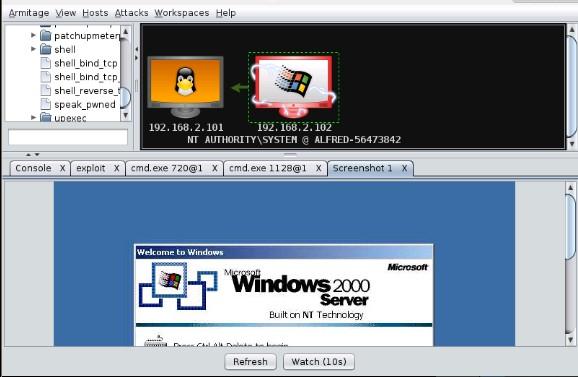 Armitage View Hosts Attacks Workspaces Help
patchupmeter
shell
shell_bind_tcp
shell_bind_tcp_
shell_reverse_t
speak_pwned
upexec
192.168.2.101
192.168.2.102
NT AUTHORITY\SYSTEM @ ALFRED-56473842
Console X exploit X cmd.exe 720@1 X cmd.exe 1128@1 X Screenshot 1 X
Welcome to Windows
Microsoft
Microsoft
Windows 2000
Server
Built on NT Technology
Press Ctrl-Alt-Delete to begin
Refresh Watch (10s)